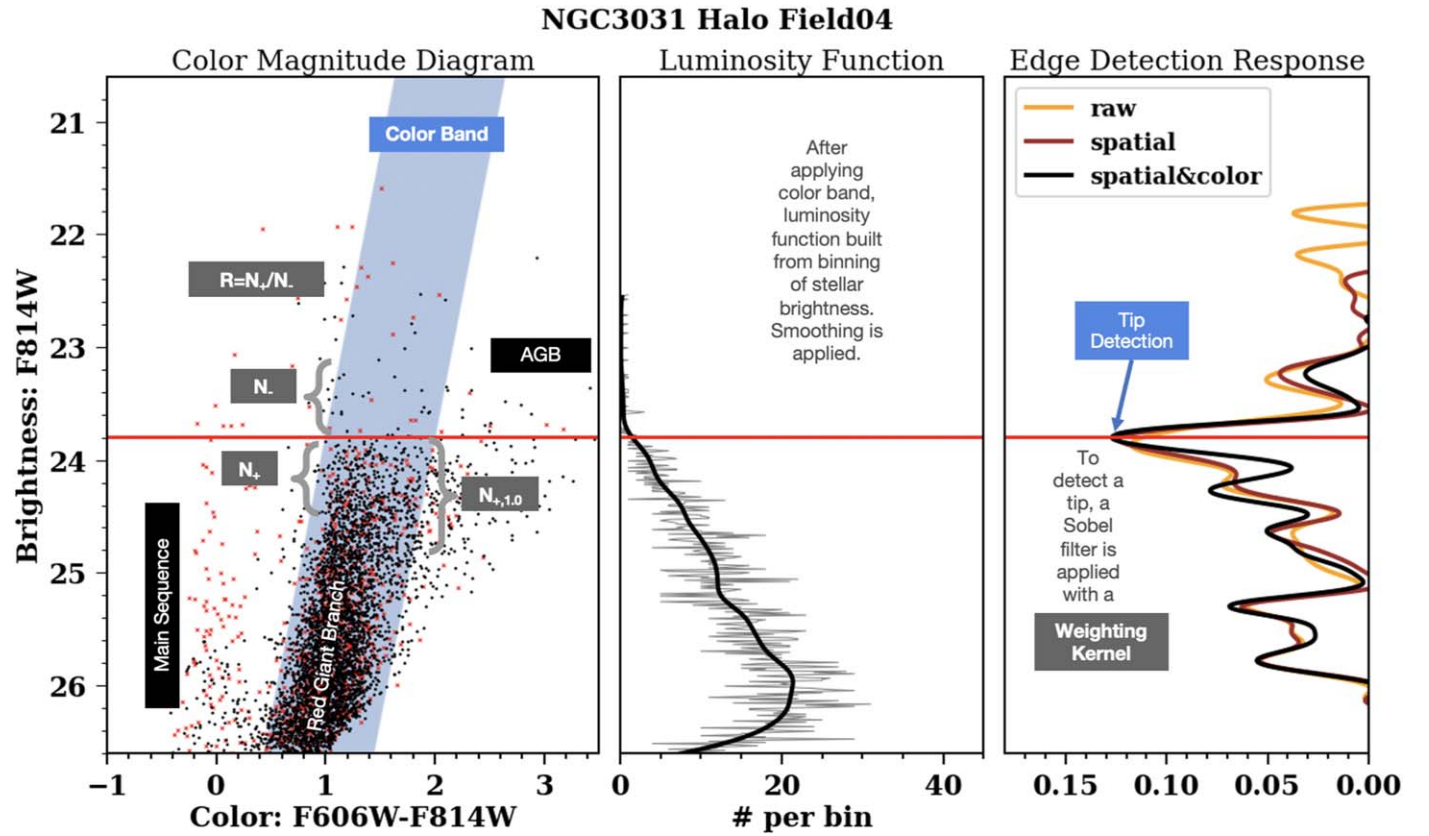 NGC3031 Halo Field04
Color Magnitude Diagram
Luminosity Function
Edge Detection Response
Brightness: F814W
21
22
23
24
25
26
Color Band
R=N₊/N₋
N₋
AGB
N₊
N₊,₁.₀
Main Sequence
Red Giant Branch
−1
0
1
2
3
Color: F606W-F814W
After
applying
color band,
luminosity
function built
from binning
of stellar
brightness.
Smoothing is
applied.
0
20
40
# per bin
raw
spatial
spatial&color
Tip
Detection
To
detect a
tip, a
Sobel
filter is
applied
with a
Weighting
Kernel
0.15
0.10
0.05
0.00